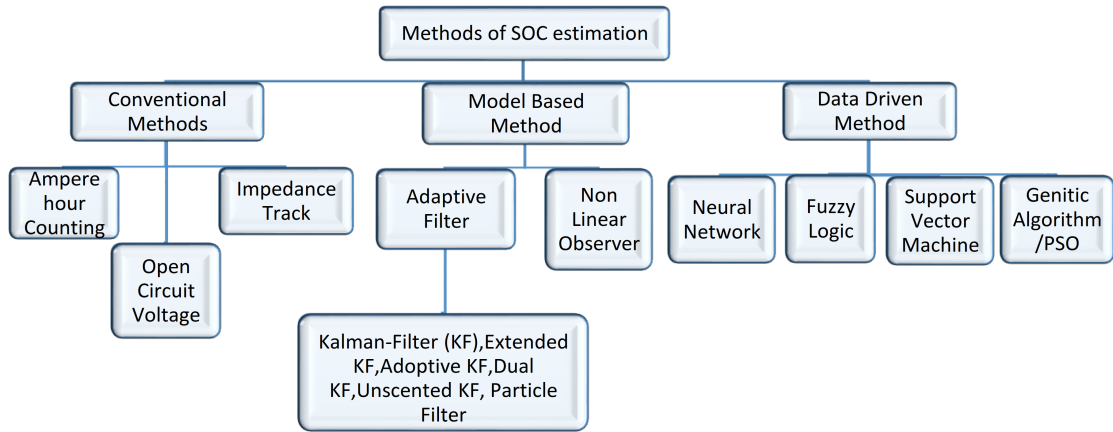 Methods of SOC estimation
Conventional
Methods
Model Based
Method
Data Driven
Method
Ampere
hour
Counting
Open
Circuit
Voltage
Impedance
Track
Adaptive
Filter
Non
Linear
Observer
Kalman-Filter (KF),Extended
KF,Adoptive KF,Dual
KF,Unscented KF, Particle
Filter
Neural
Network
Fuzzy
Logic
Support
Vector
Machine
Genitic
Algorithm
/PSO